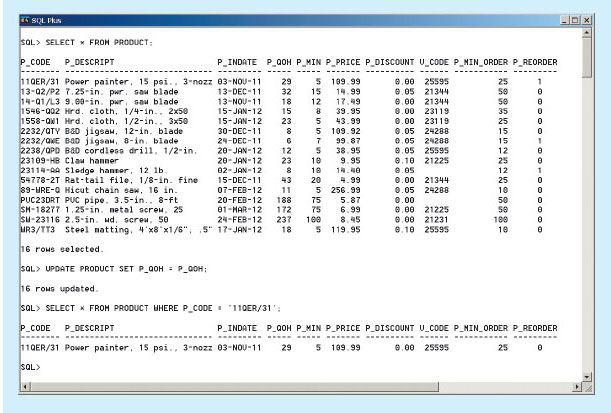 SQL Plus
SQL> SELECT * FROM PRODUCT;
P_CODE P_DESCRIPT P_INDATE P_QOH P_MIN P_PRICE P_DISCOUNT V_CODE P_MIN_ORDER P_REORDER
-------- ------------------------------ --------- ----- ----- ------- ---------- ------ ----------- ---------
11QER/31 Power painter, 15 psi., 3-nozz 03-NOV-11 29 5 109.99 0.00 25595 25 1
13-Q2/P2 7.25-in. pwr. saw blade 13-DEC-11 32 15 14.99 0.05 21344 50 0
14-Q1/L3 9.00-in. pwr. saw blade 13-NOV-11 18 12 17.49 0.00 21344 50 0
1546-QQ2 Hrd. cloth, 1/4-in., 2x50 15-JAN-12 15 8 39.95 0.00 23119 35 0
1558-QW1 Hrd. cloth, 1/2-in., 3x50 15-JAN-12 23 5 43.99 0.00 23119 25 0
2232/QTY B&D jigsaw, 12-in. blade 30-DEC-11 8 5 109.92 0.05 24288 15 0
2232/QWE B&D jigsaw, 8-in. blade 24-DEC-11 6 7 99.87 0.05 24288 15 1
2238/QPD B&D cordless drill, 1/2-in. 20-JAN-12 12 5 38.95 0.05 25595 12 0
23109-HB Claw hammer 20-JAN-12 23 10 9.95 0.10 21225 25 0
23114-AA Sledge hammer, 12 lb. 02-JAN-12 8 10 14.40 0.05 12 1
54778-2T Rat-tail file, 1/8-in. fine 15-DEC-11 43 20 4.99 0.00 21344 25 0
89-WRE-Q Hicut chain saw, 16 in. 07-FEB-12 11 5 256.99 0.05 24288 10 0
PVC23DRT PVC pipe, 3.5-in., 8-ft 20-FEB-12 188 75 5.87 0.00 50 0
SM-18277 1.25-in. metal screw, 25 01-MAR-12 172 75 6.99 0.00 21225 50 0
SW-23116 2.5-in. wd. screw, 50 24-FEB-12 237 100 8.45 0.00 21231 100 0
WR3/TT3 Steel matting, 4'x8'x1/6", .5" 17-JAN-12 18 5 119.95 0.10 25595 10 0
16 rows selected.
SQL> UPDATE PRODUCT SET P_QOH = P_QOH;
16 rows updated.
SQL> SELECT * FROM PRODUCT WHERE P_CODE = '11QER/31';
P_CODE P_DESCRIPT P_INDATE P_QOH P_MIN P_PRICE P_DISCOUNT V_CODE P_MIN_ORDER P_REORDER
-------- ------------------------------ --------- ----- ----- ------- ---------- ------ ----------- ---------
11QER/31 Power painter, 15 psi., 3-nozz 03-NOV-11 29 5 109.99 0.00 25595 25 0
SQL>